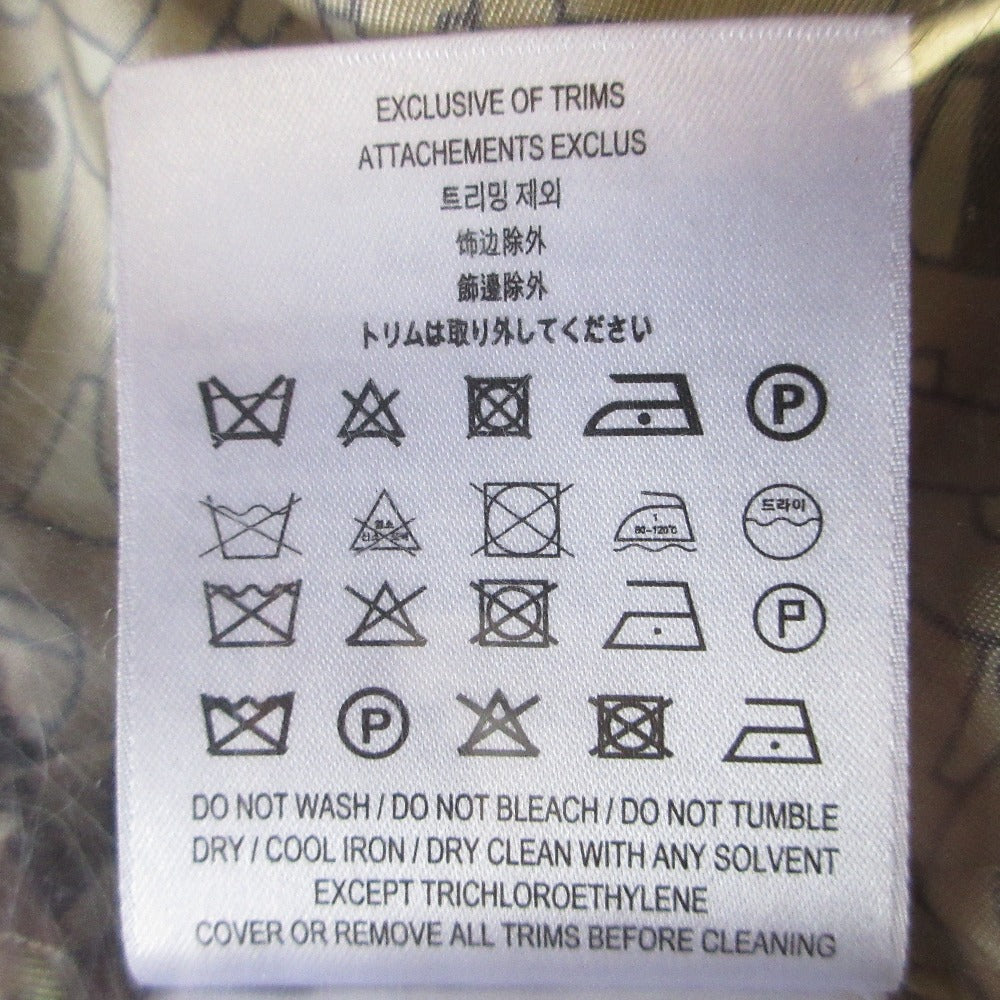 EXCLUSIVE OF TRIMS
ATTACHEMENTS EXCLUS
트리밍 제외
饰边除外
飾邊除外
トリムは取り外してください
P
1 드라이
80~120℃
P
P
DO NOT WASH / DO NOT BLEACH / DO NOT TUMBLE
DRY / COOL IRON / DRY CLEAN WITH ANY SOLVENT
EXCEPT TRICHLOROETHYLENE
COVER OR REMOVE ALL TRIMS BEFORE CLEANING